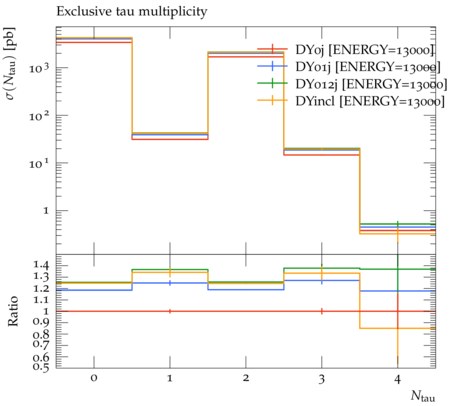 Exclusive tau multiplicity
σ(N_tau) [pb]
DY0j [ENERGY=13000]
DY01j [ENERGY=13000]
DY012j [ENERGY=13000]
DYincl [ENERGY=13000]
10^3
10^2
10^1
1
Ratio
1.4
1.3
1.2
1.1
1
0.9
0.8
0.7
0.6
0.5
0 1 2 3 4
N_tau